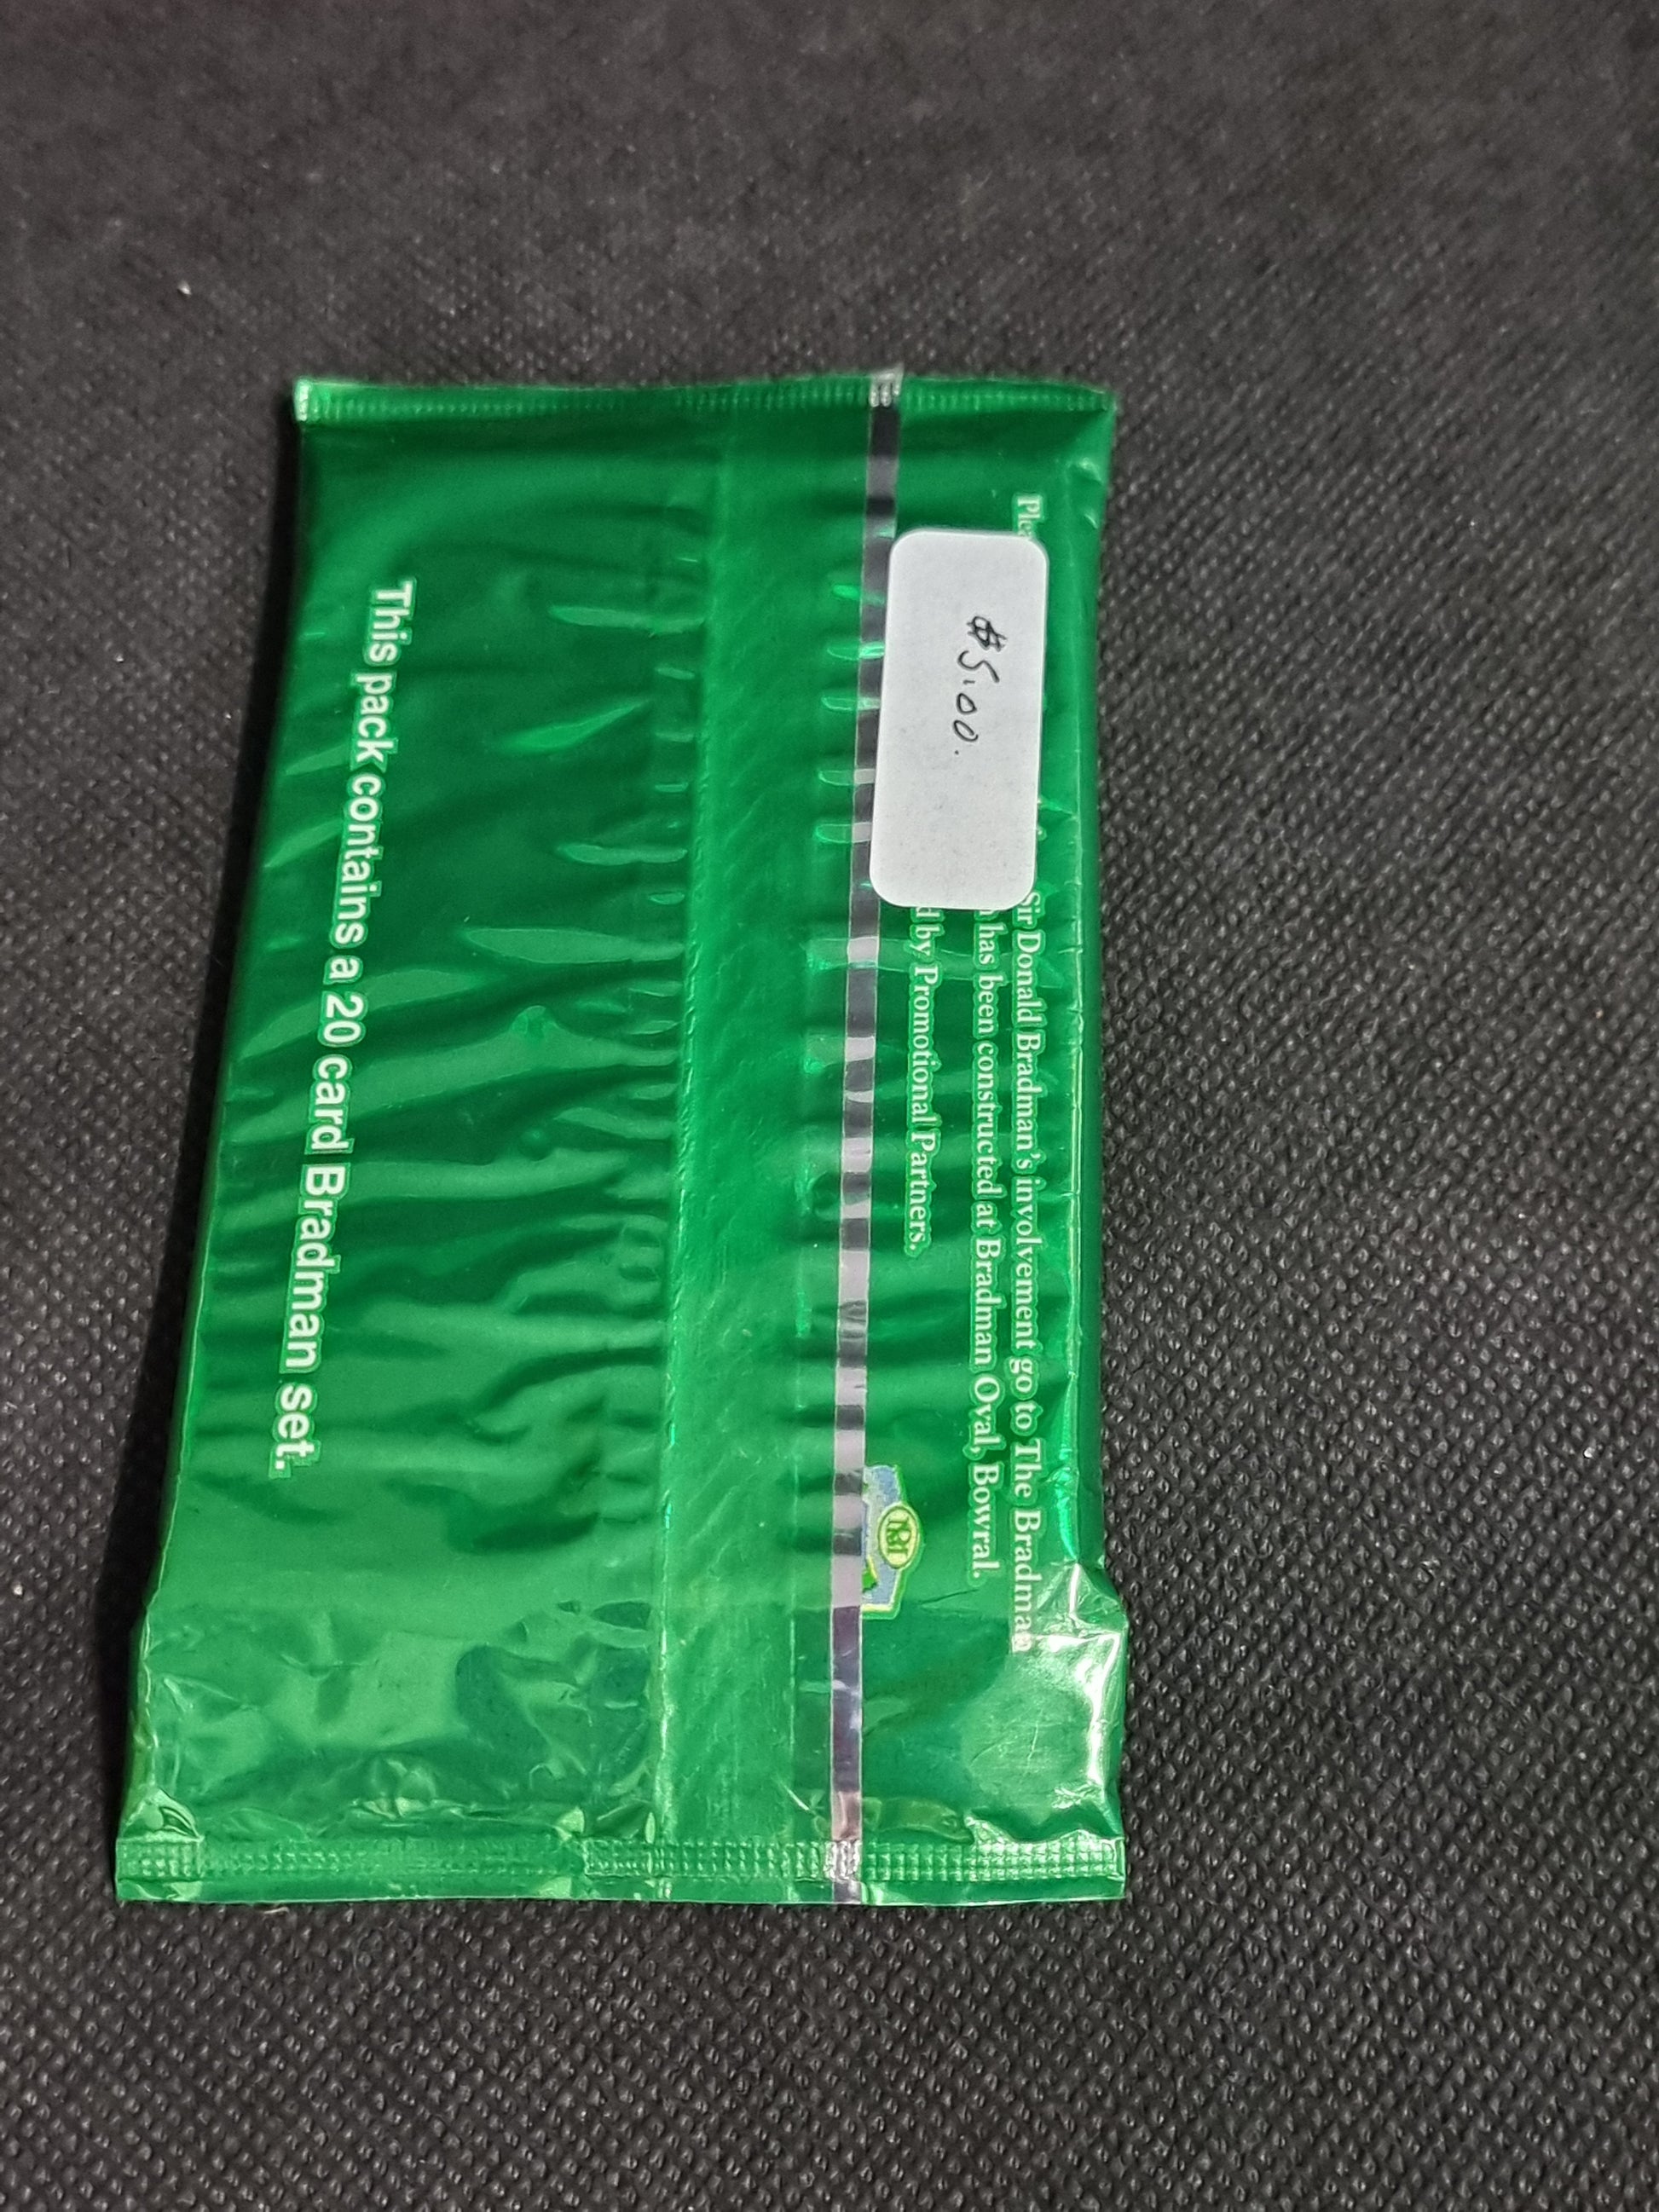 $5.00.
Sir Donald Bradman's involvement go to The Bradman
has been constructed at Bradman Oval, Bowral.
by Promotional Partners.
This pack contains a 20 card Bradman set.